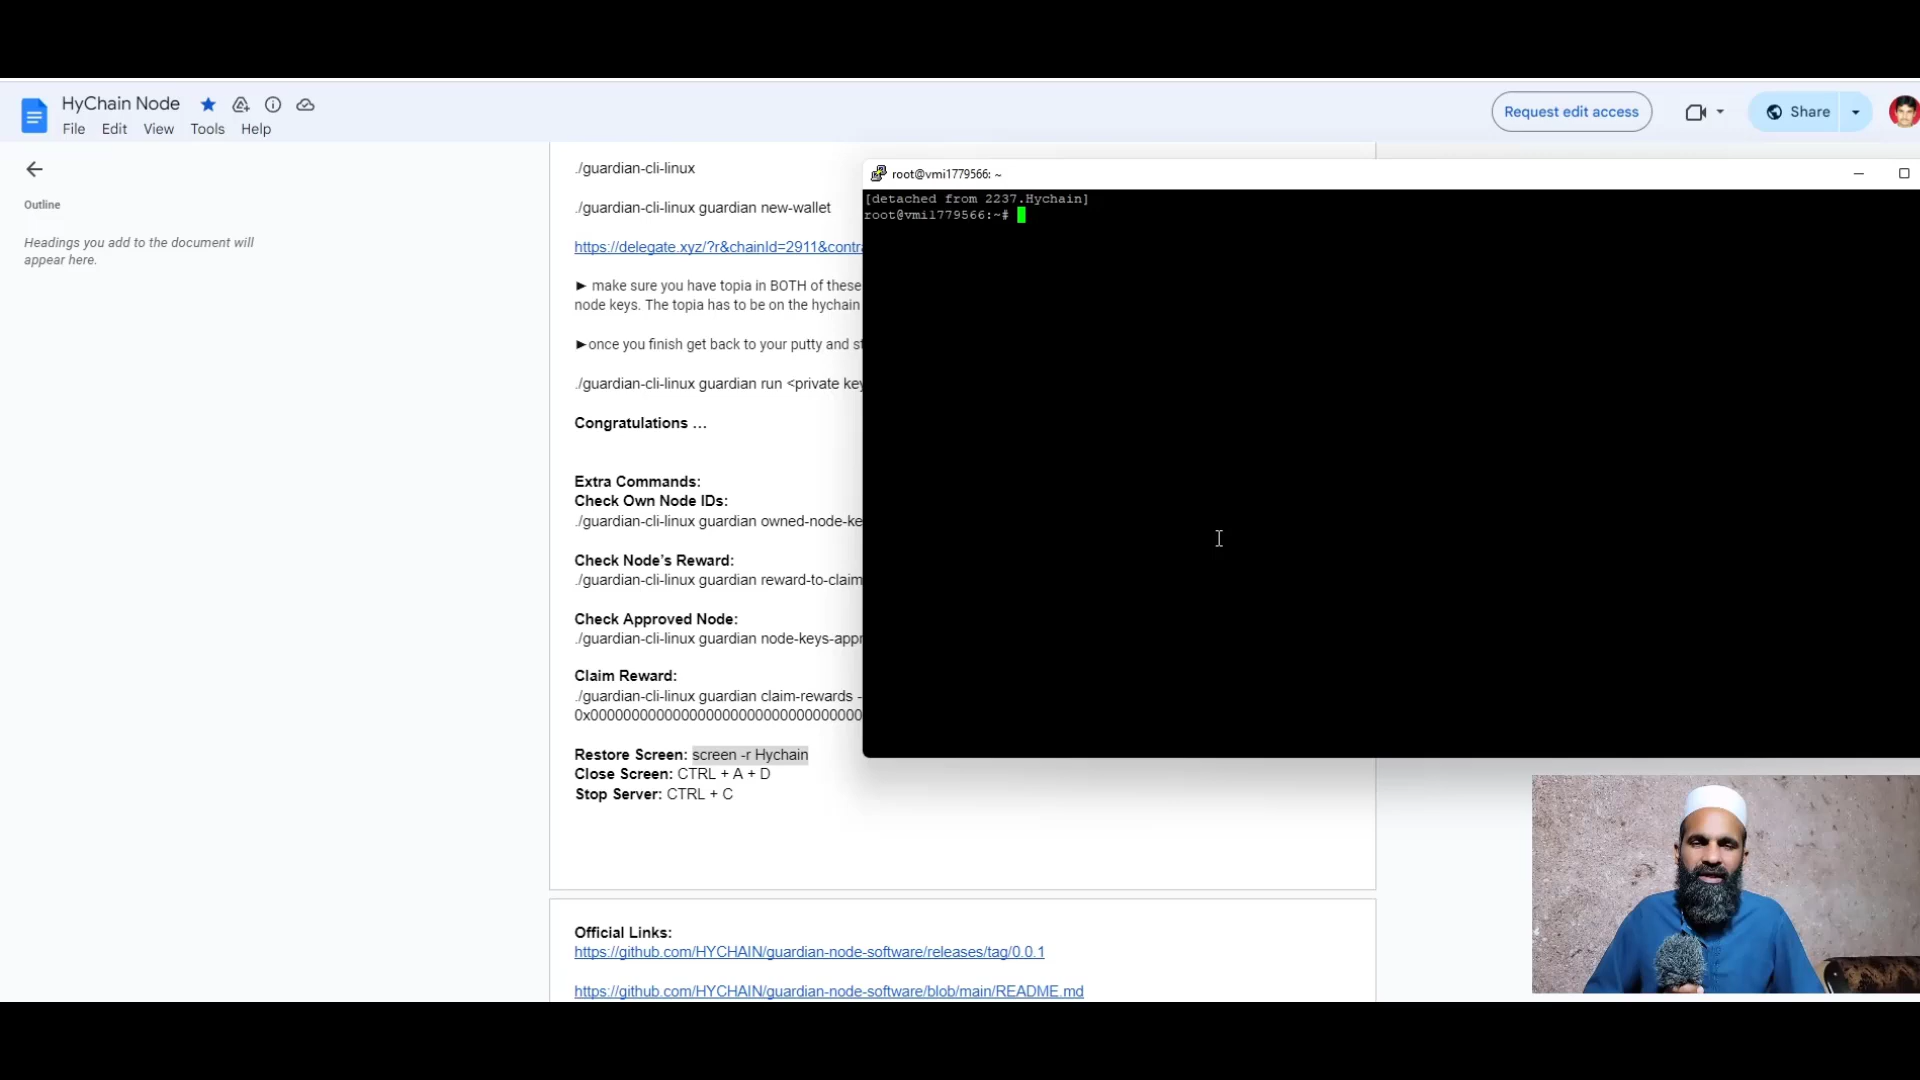 HyChain Node
File Edit View Tools Help
Request edit access
Share
Outline
Headings you add to the document will
appear here.
./guardian-cli-linux
./guardian-cli-linux guardian new-wallet
https://delegate.xyz/?r&chainId=2911&contra
► make sure you have topia in BOTH of these
node keys. The topia has to be on the hychain
►once you finish get back to your putty and st
./guardian-cli-linux guardian run <private key
Congratulations …
Extra Commands:
Check Own Node IDs:
./guardian-cli-linux guardian owned-node-ke
Check Node’s Reward:
./guardian-cli-linux guardian reward-to-claim
Check Approved Node:
./guardian-cli-linux guardian node-keys-appr
Claim Reward:
./guardian-cli-linux guardian claim-rewards -
Restore Screen: screen -r Hychain
Close Screen: CTRL + A + D
Stop Server: CTRL + C
Official Links:
https://github.com/HYCHAIN/guardian-node-software/releases/tag/0.0.1
https://github.com/HYCHAIN/guardian-node-software/blob/main/README.md
root@vmi1779566: ~
[detached from 2237.Hychain]
root@vmi1779566:~#